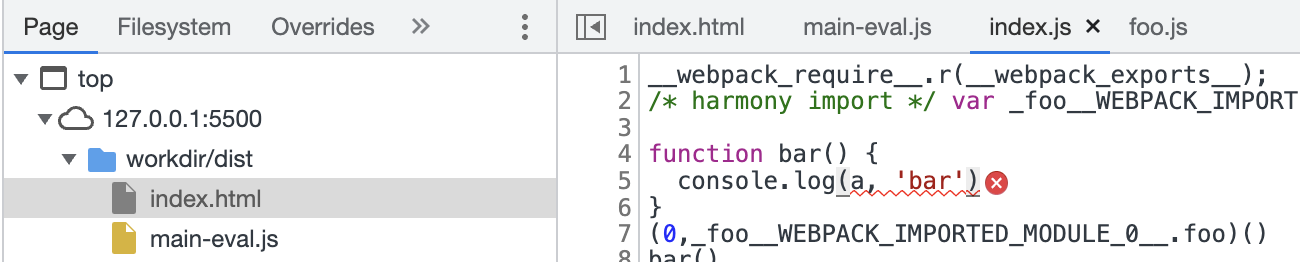 Page Filesystem Overrides »
top
127.0.0.1:5500
workdir/dist
index.html
main-eval.js
index.html main-eval.js index.js × foo.js
1 __webpack_require__.r(__webpack_exports__);
2 /* harmony import */ var _foo__WEBPACK_IMPORT
3
4 function bar() {
5   console.log(a, 'bar')
6 }
7 (0,_foo__WEBPACK_IMPORTED_MODULE_0__.foo)()
8 bar()